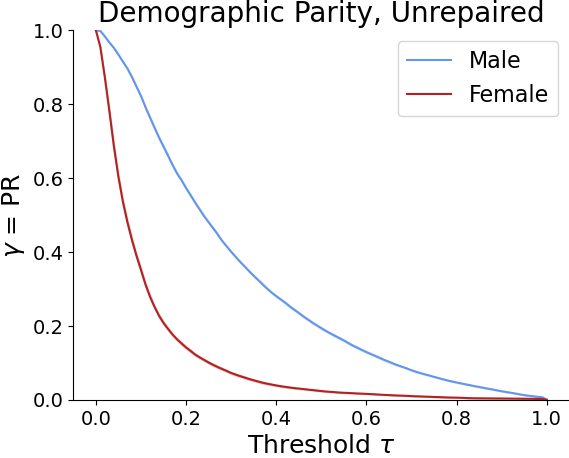 Demographic Parity, Unrepaired
Male
Female
γ = PR
1.0
0.8
0.6
0.4
0.2
0.0
0.0 0.2 0.4 0.6 0.8 1.0
Threshold τ